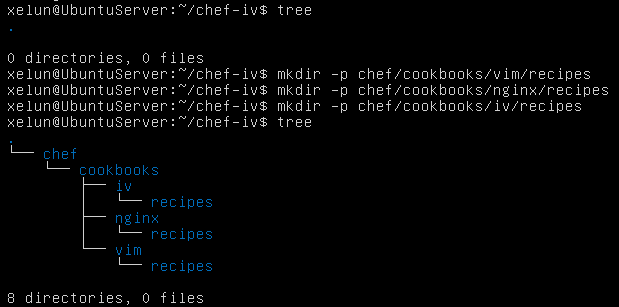 xelun@UbuntuServer:~/chef-iv$ tree
.
0 directories, 0 files
xelun@UbuntuServer:~/chef-iv$ mkdir -p chef/cookbooks/vim/recipes
xelun@UbuntuServer:~/chef-iv$ mkdir -p chef/cookbooks/nginx/recipes
xelun@UbuntuServer:~/chef-iv$ mkdir -p chef/cookbooks/iv/recipes
xelun@UbuntuServer:~/chef-iv$ tree
.
└── chef
    └── cookbooks
        ├── iv
        │   └── recipes
        ├── nginx
        │   └── recipes
        └── vim
            └── recipes
8 directories, 0 files